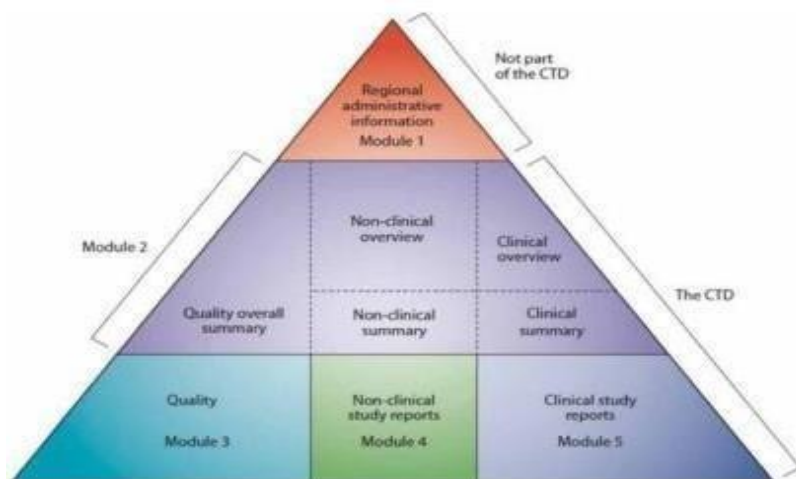 Not part
of the CTD
Regional
administrative
information
Module 1
Module 2
Non-clinical
overview
Clinical
overview
The CTD
Quality overall
summary
Non-clinical
summary
Clinical
summary
Quality
Module 3
Non-clinical
study reports
Module 4
Clinical study
reports
Module 5